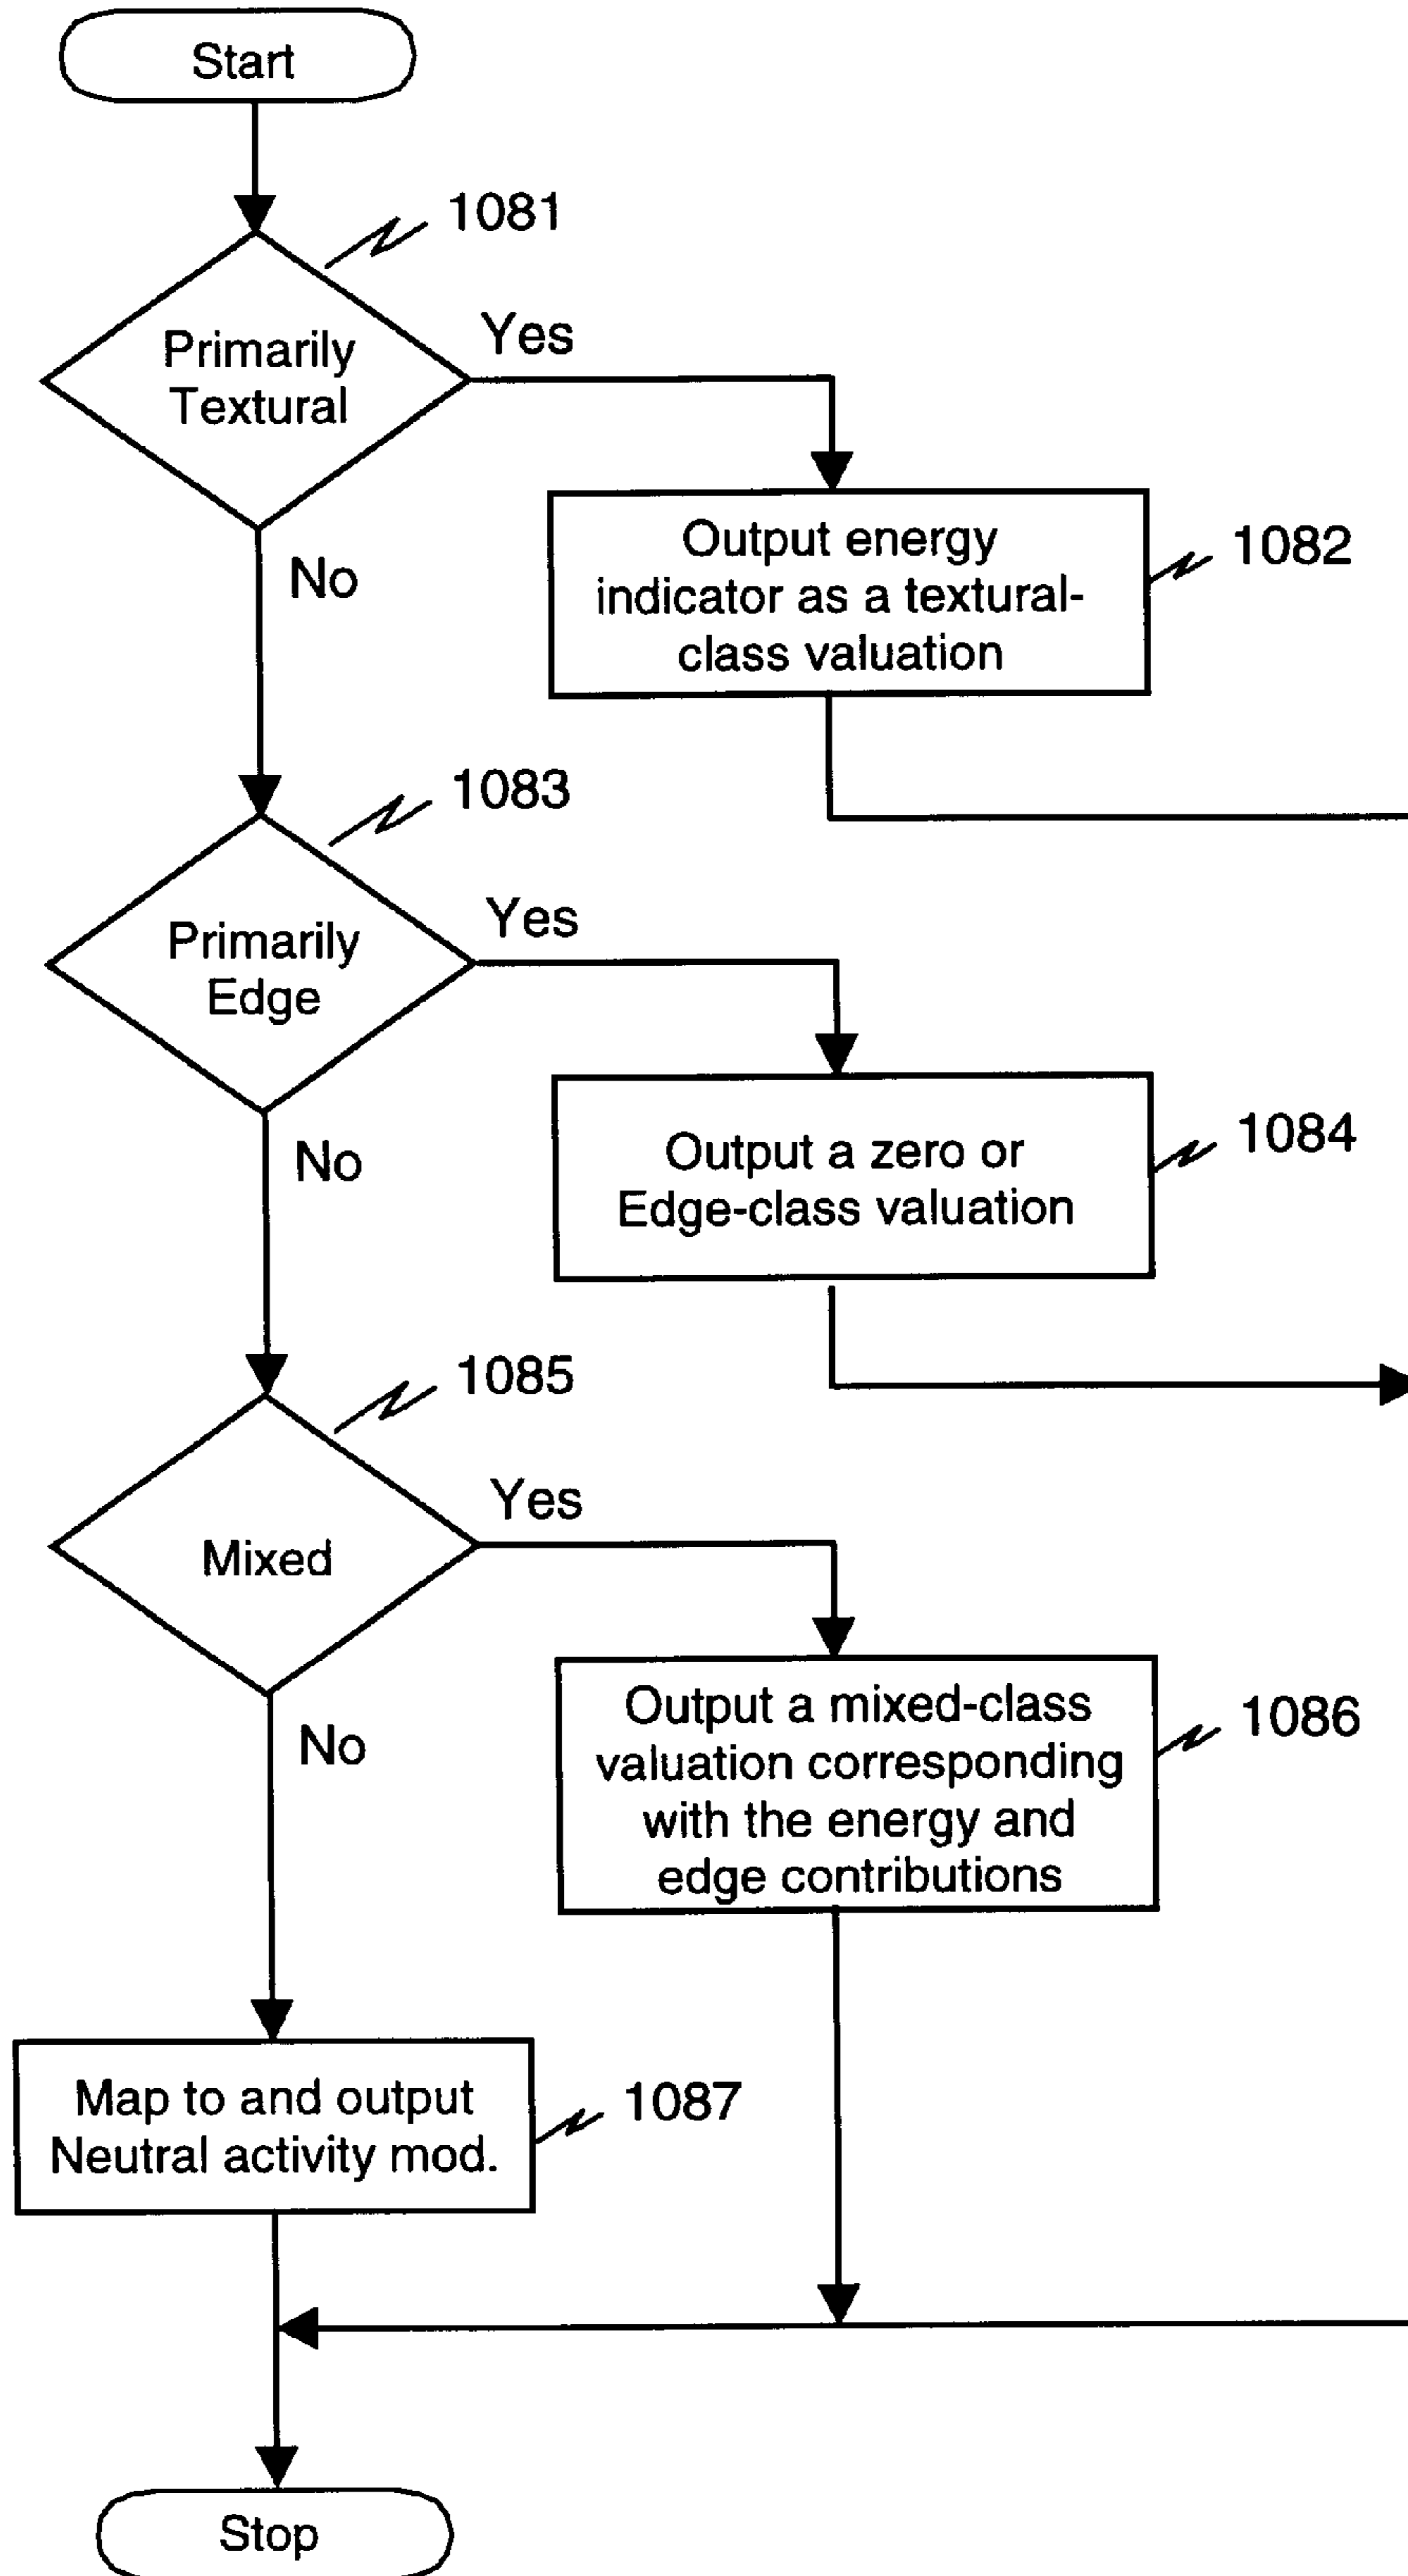 Start
1081
Primarily
Textural
Yes
No
Output energy
indicator as a textural-
class valuation
1082
1083
Primarily
Edge
Yes
No
Output a zero or
Edge-class valuation
1084
1085
Mixed
Yes
No
Output a mixed-class
valuation corresponding
with the energy and
edge contributions
1086
Map to and output
Neutral activity mod.
1087
Stop